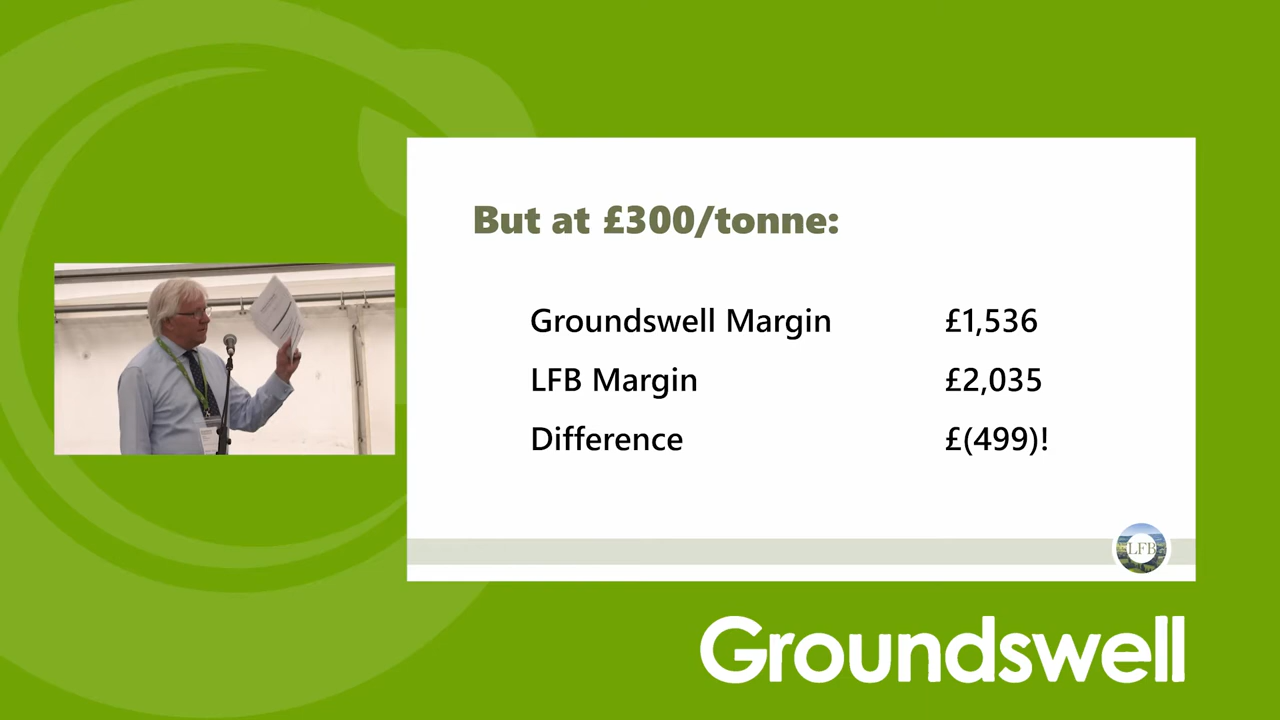 But at £300/tonne:
Groundswell Margin £1,536
LFB Margin £2,035
Difference £(499)!
LFB
Groundswell